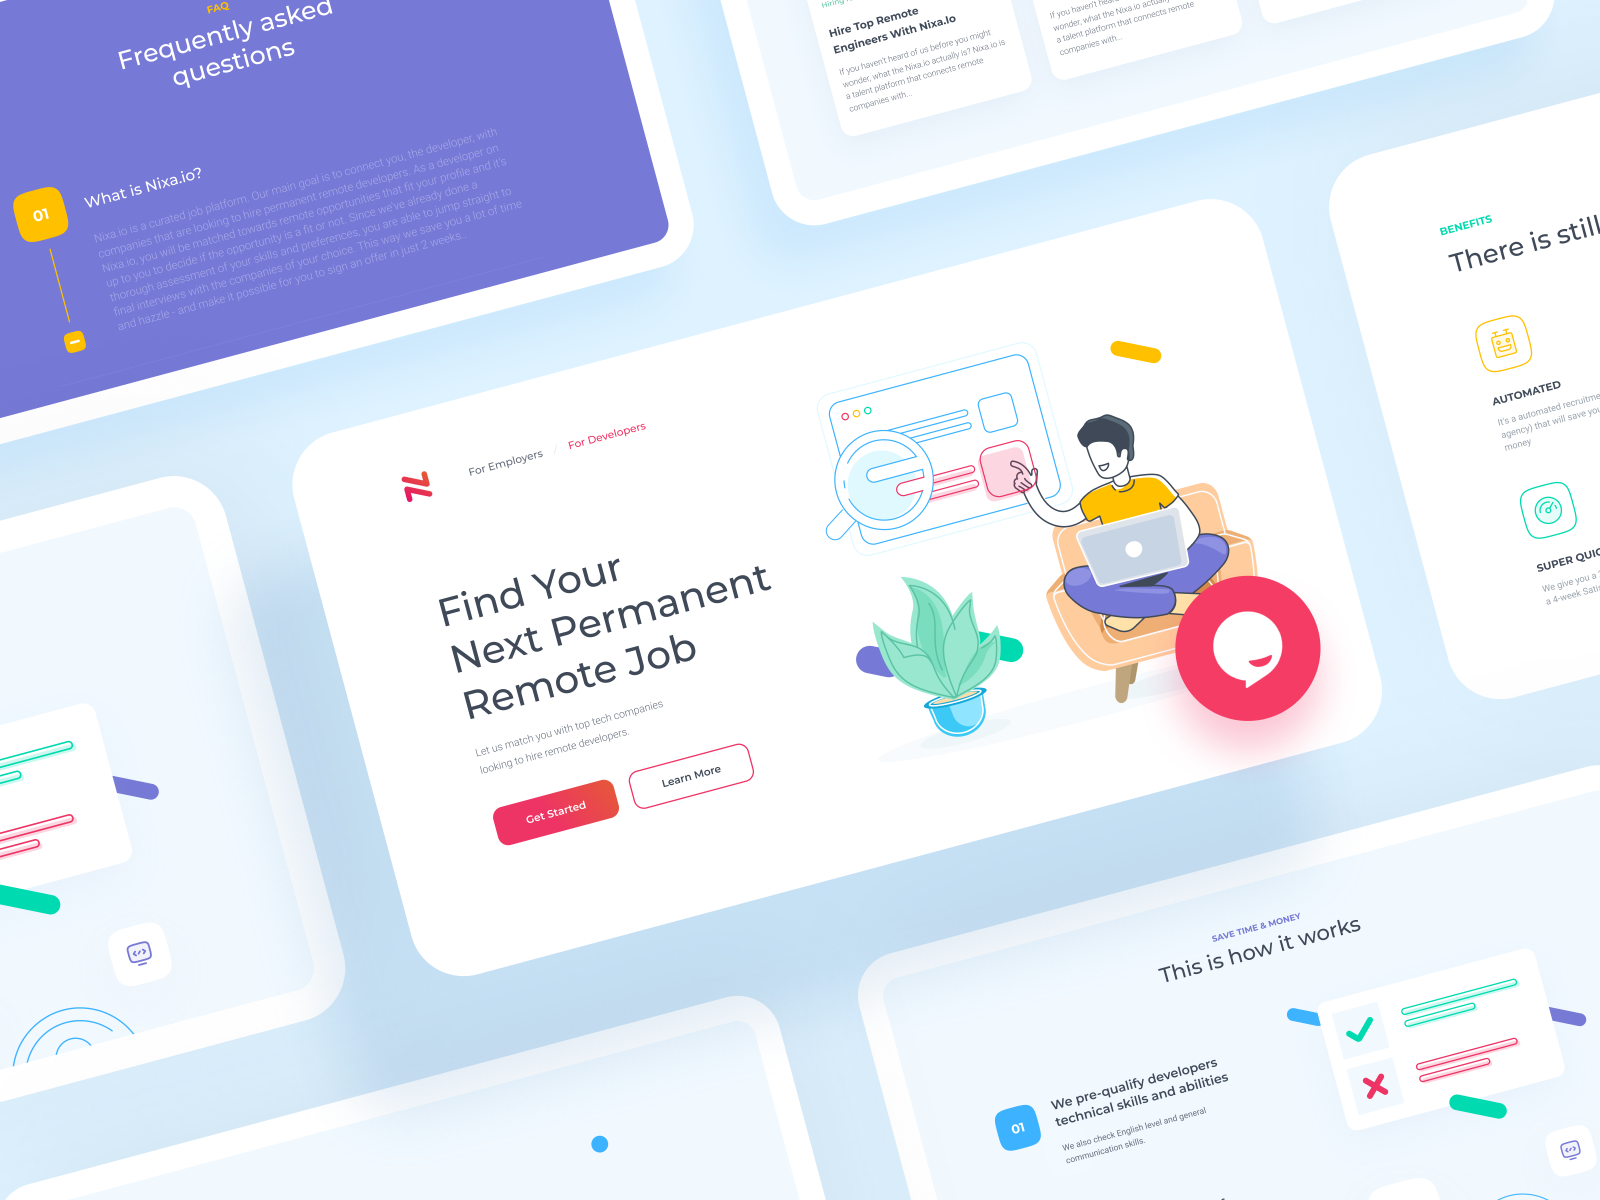 FAQ
Frequently asked
questions
01
What is Nixa.io?
Nixa.io is a curated job platform. Our main goal is to connect you, the developer, with
companies that are looking to hire permanent remote developers. As a developer on
Nixa.io, you will be matched towards remote opportunities that fit your profile and it's
up to you to decide if the opportunity is a fit or not. Since we've already done a
thorough assessment of your skills and preferences, you are able to jump straight to
final interviews with the companies of your choice. This way we save you a lot of time
and hazzle - and make it possible for you to sign an offer in just 2 weeks...
Hire Top Remote
Engineers With Nixa.Io
If you haven't heard of us before you might
wonder, what the Nixa.io actually is? Nixa.io is
a talent platform that connects remote
companies with...
If you haven't heard of us before you might
wonder, what the Nixa.io actually
a talent platform that connects remote
companies with...
BENEFITS
There is still
AUTOMATED
It's a automated recruitme
agency) that will save you
money
SUPER QUIC
We give you a
a 4-week Satis
For Employers / For Developers
Find Your
Next Permanent
Remote Job
Let us match you with top tech companies
looking to hire remote developers.
Get Started
Learn More
SAVE TIME & MONEY
This is how it works
01
We pre-qualify developers
technical skills and abilities
We also check English level and general
communication skills.